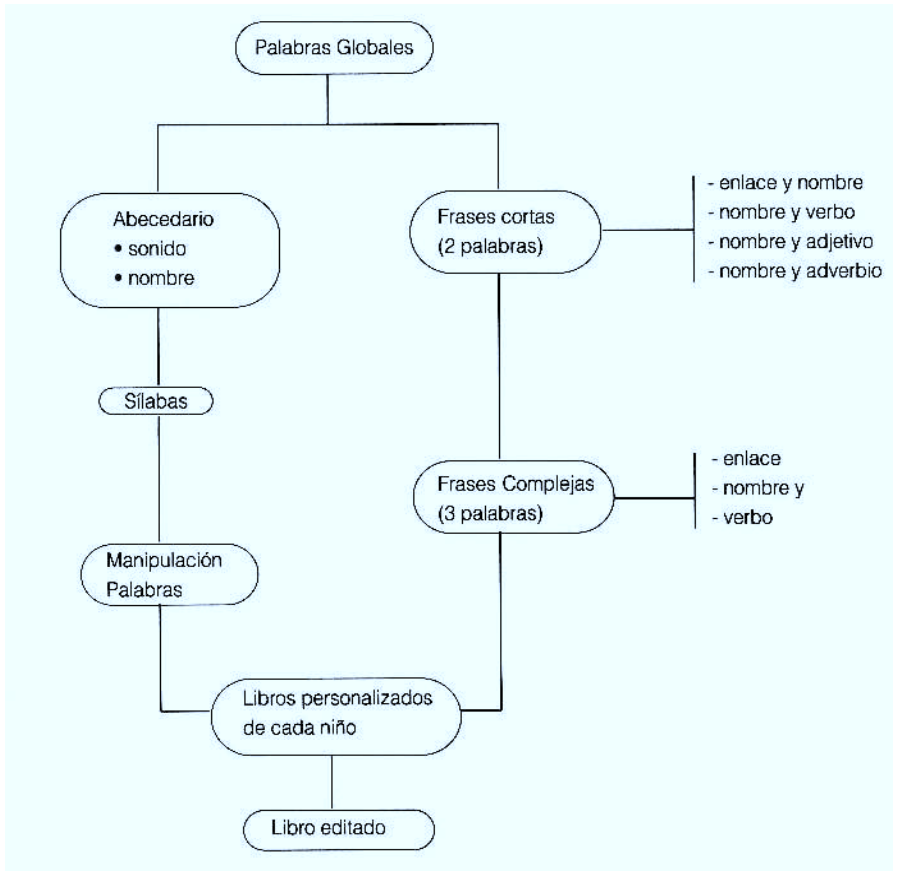 Palabras Globales
Abecedario
• sonido
• nombre
Frases cortas
(2 palabras)
- enlace y nombre
- nombre y verbo
- nombre y adjetivo
- nombre y adverbio
Sílabas
Frases Complejas
(3 palabras)
- enlace
- nombre y
- verbo
Manipulación
Palabras
Libros personalizados
de cada niño
Libro editado